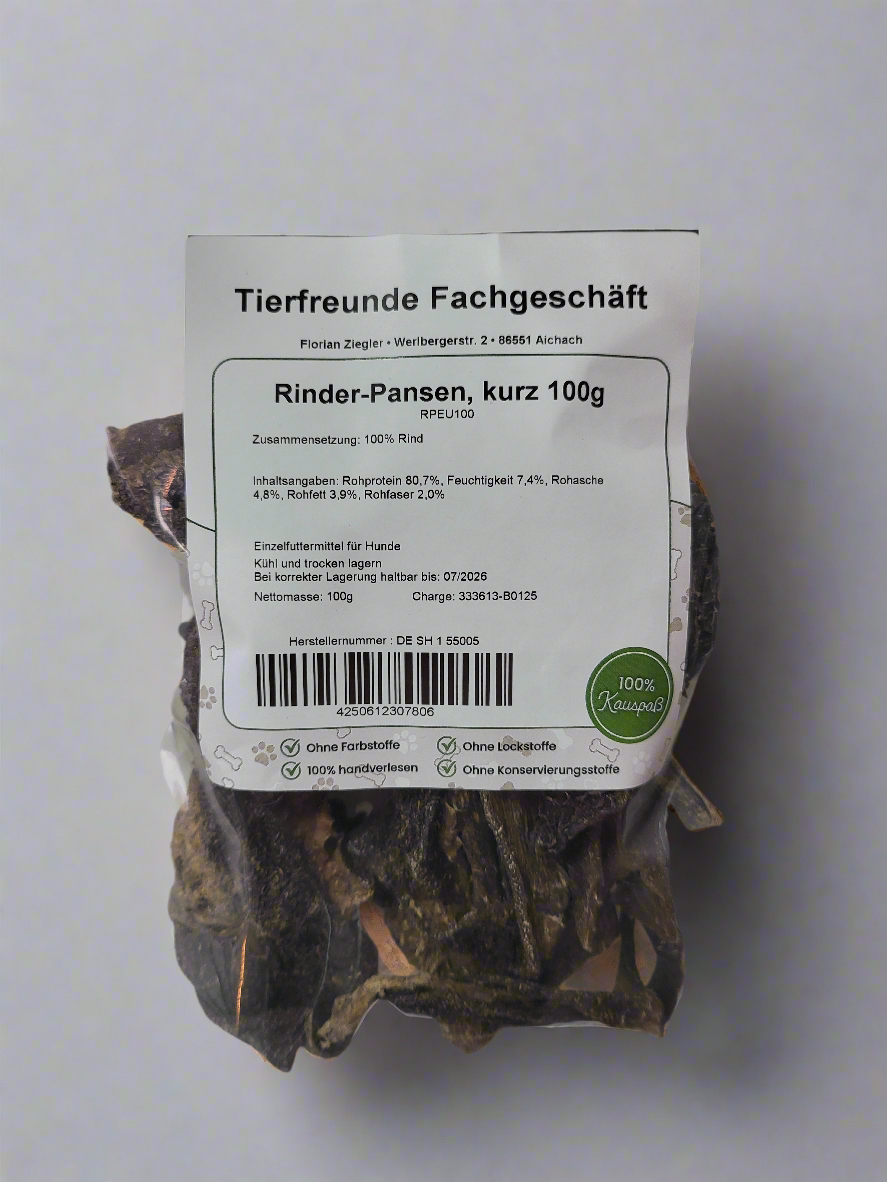 Tierfreunde Fachgeschäft
Florian Ziegler • Werlbergerstr. 2 • 86551 Aichach
Rinder-Pansen, kurz 100g
RPEU100
Zusammensetzung: 100% Rind
Inhaltsangaben: Rohprotein 80,7%, Feuchtigkeit 7,4%, Rohasche
4,8%, Rohfett 3,9%, Rohfaser 2,0%
Einzelfuttermittel für Hunde
Kühl und trocken lagern
Bei korrekter Lagerung haltbar bis: 07/2026
Nettomasse: 100g Charge: 333613-B0125
Herstellernummer : DE SH 1 55005
4250612307806
100%
Kauspaß
Ohne Farbstoffe Ohne Lockstoffe
100% handverlesen Ohne Konservierungsstoffe